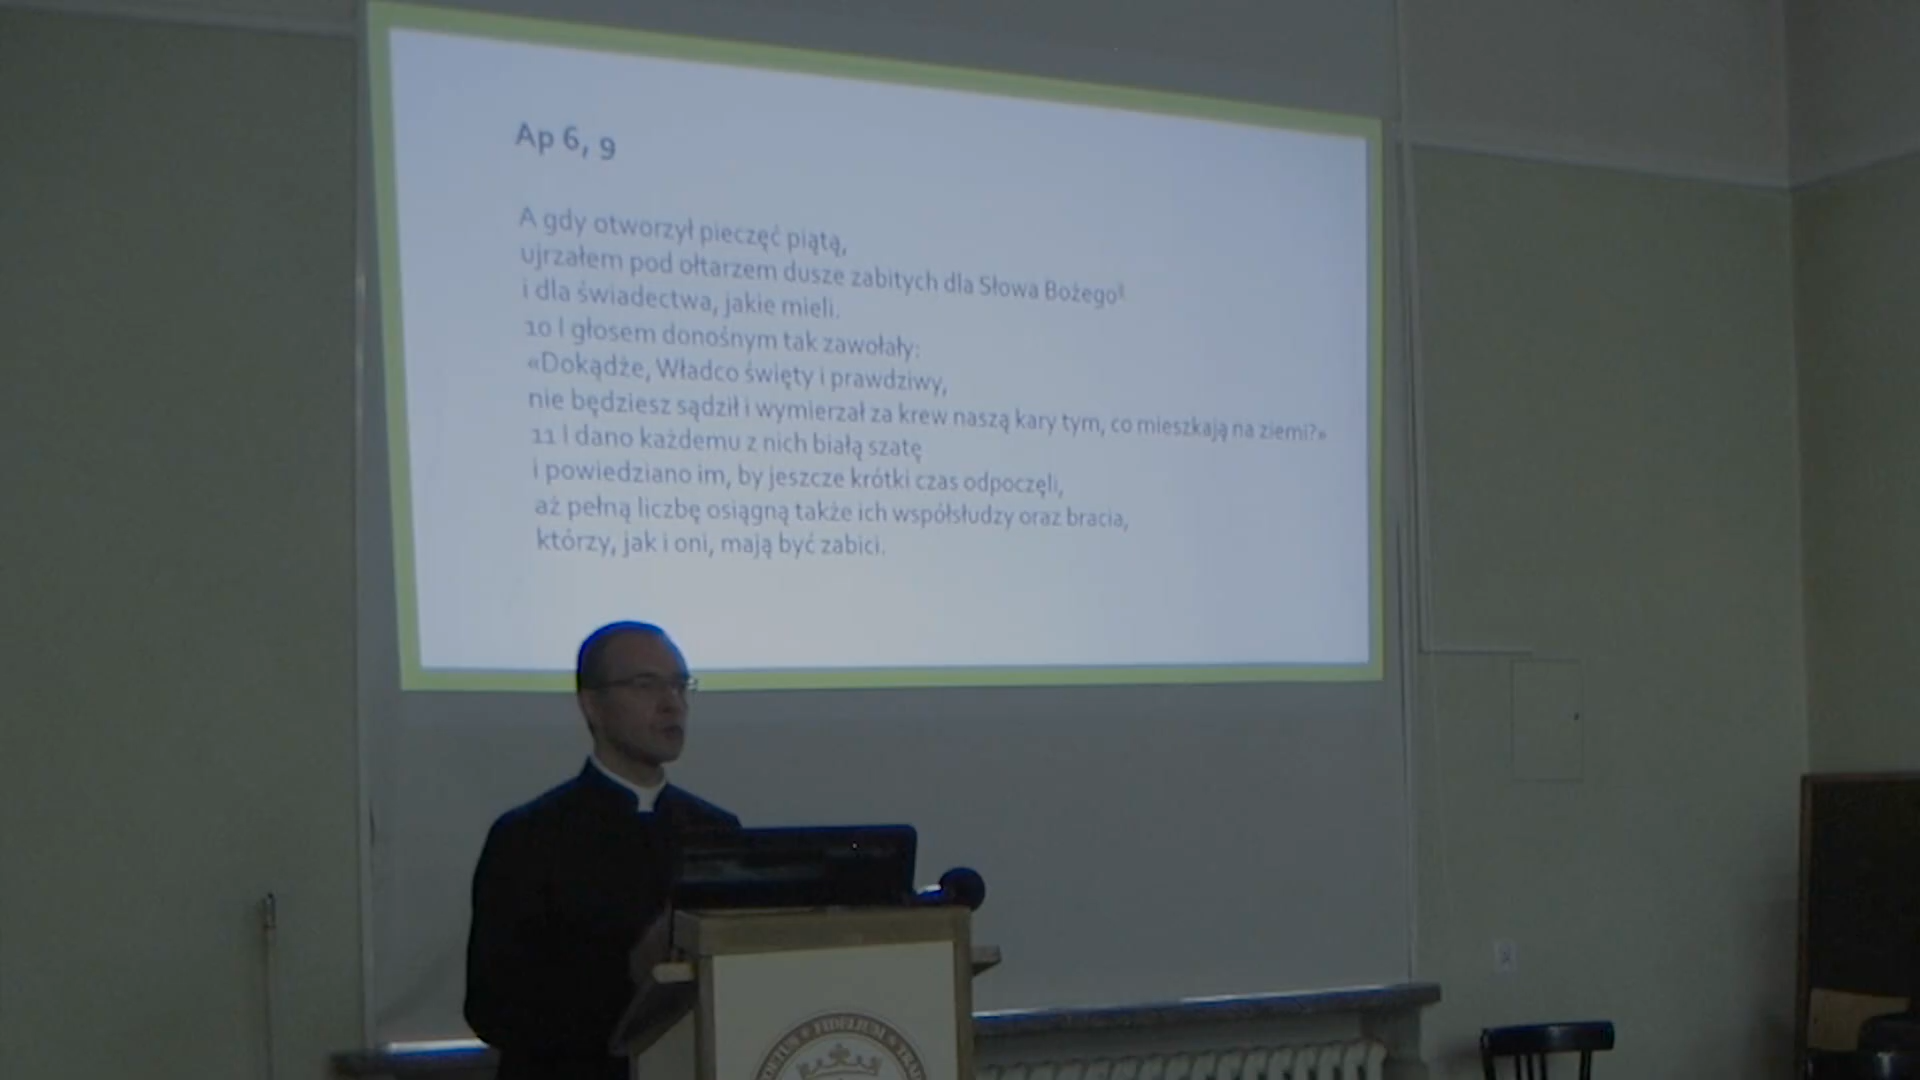 Ap 6, 9
A gdy otworzył pieczęć piątą,
ujrzałem pod ołtarzem dusze zabitych dla Słowa Bożego
i dla świadectwa, jakie mieli.
10 I głosem donośnym tak zawołały:
«Dokądże, Władco święty i prawdziwy,
nie będziesz sądził i wymierzał za krew naszą kary tym, co mieszkają na ziemi?»
11 I dano każdemu z nich białą szatę
i powiedziano im, by jeszcze krótki czas odpoczęli,
aż pełną liczbę osiągną także ich współsłudzy oraz bracia,
którzy, jak i oni, mają być zabici.
FIDELIUM